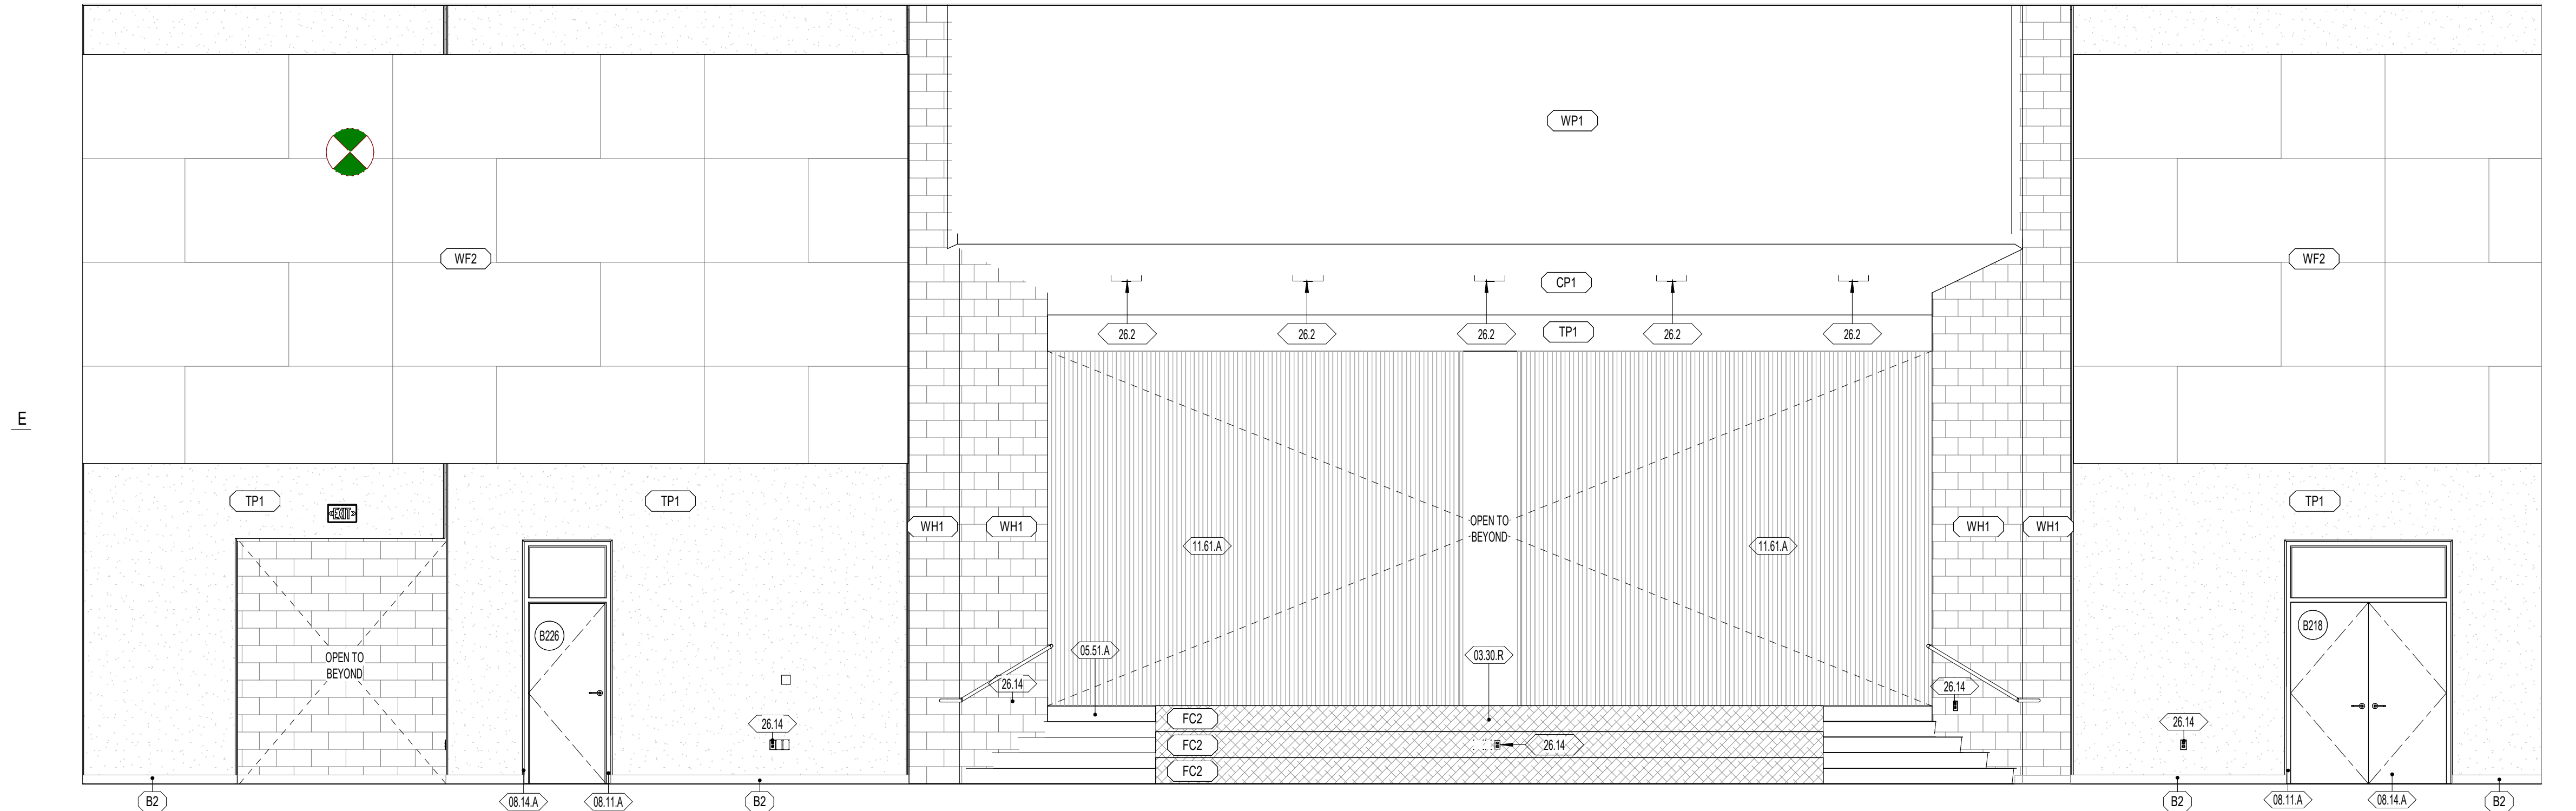 WP1
WF2
WF2
CP1
26.2
26.2
26.2
TP1
26.2
26.2
E
TP1
EXIT
TP1
TP1
WH1
WH1
OPEN TO
BEYOND
WH1
WH1
11.61.A
11.61.A
B226
B218
OPEN TO
BEYOND
05.51.A
03.30.R
26.14
26.14
26.14
FC2
26.14
FC2
26.14
FC2
B2
08.14.A
08.11.A
B2
B2
08.11.A
08.14.A
B2